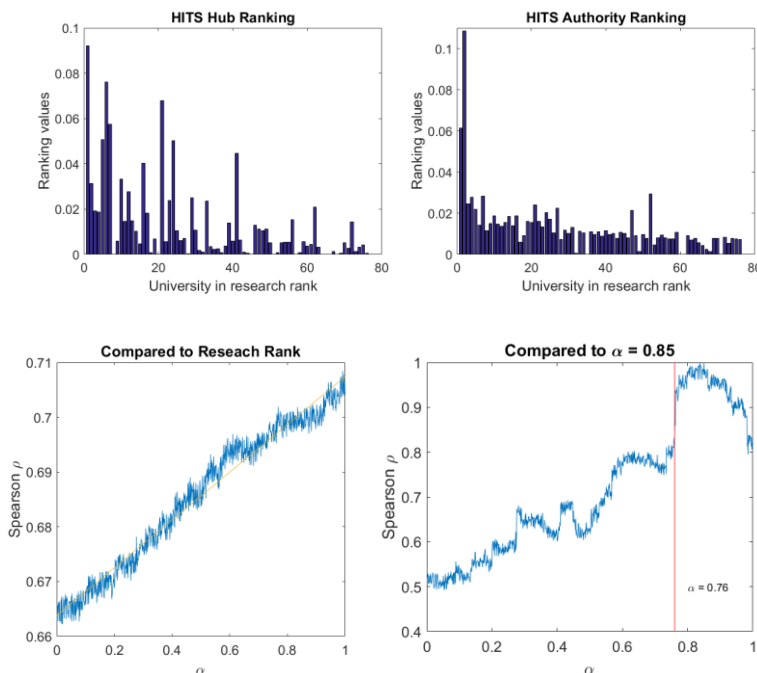 HITS Hub Ranking
0.1
0.08
0.06
0.04
0.02
0
Ranking values
0 20 40 60 80
University in research rank
HITS Authority Ranking
0.1
0.08
0.06
0.04
0.02
0
Ranking values
0 20 40 60 80
University in research rank
Compared to Reseach Rank
0.71
0.7
0.69
0.68
0.67
0.66
Spearson ρ
0 0.2 0.4 0.6 0.8 1
α
Compared to α = 0.85
1
0.9
0.8
0.7
0.6
0.5
0.4
Spearson ρ
α = 0.76
0 0.2 0.4 0.6 0.8 1
α